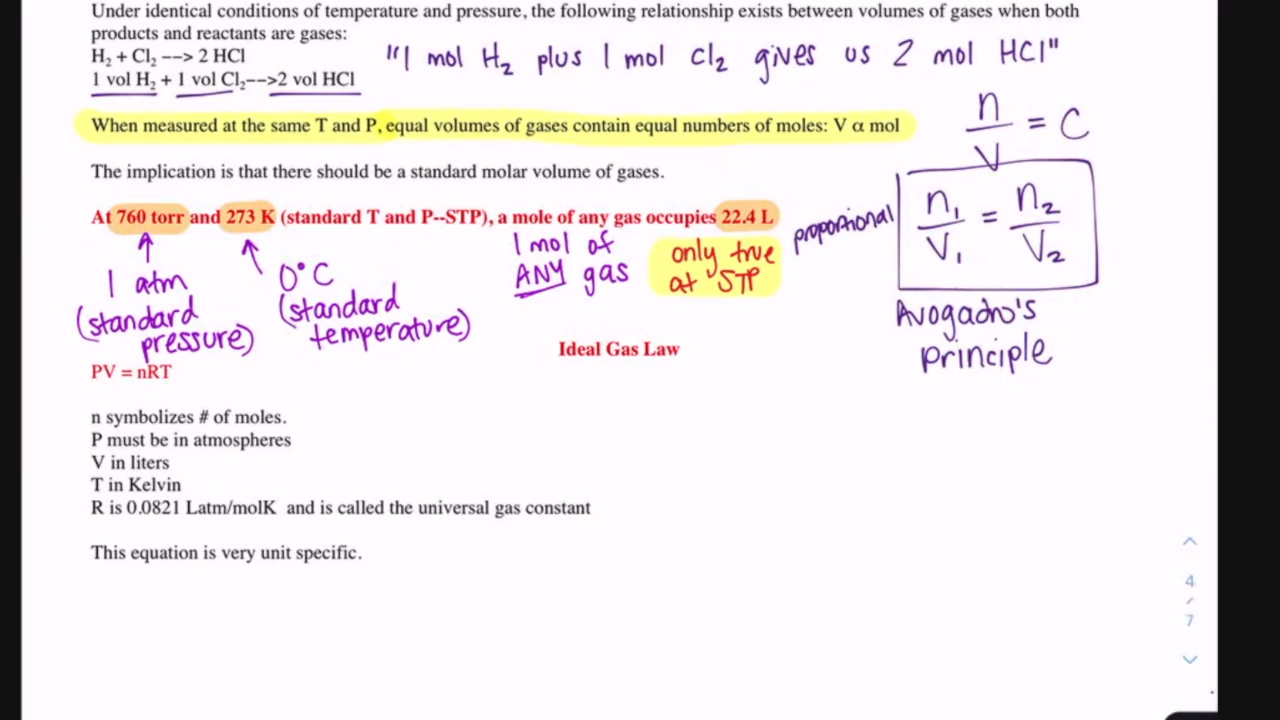 Under identical conditions of temperature and pressure, the following relationship exists between volumes of gases when both
products and reactants are gases:
H₂ + Cl₂ --> 2 HCl
"1 mol H₂ plus 1 mol Cl₂ gives us 2 mol HCl"
1 vol H₂ + 1 vol Cl₂-->2 vol HCl
When measured at the same T and P, equal volumes of gases contain equal numbers of moles: V α mol
n/V = C
The implication is that there should be a standard molar volume of gases.
At 760 torr and 273 K (standard T and P--STP), a mole of any gas occupies 22.4 L
proportional
n₁/V₁ = n₂/V₂
1 atm
(standard
pressure)
0°C
(standard
temperature)
1 mol of
ANY gas
only true
at STP
Avogadro's
principle
Ideal Gas Law
PV = nRT
n symbolizes # of moles.
P must be in atmospheres
V in liters
T in Kelvin
R is 0.0821 Latm/molK and is called the universal gas constant
This equation is very unit specific.
4
/
7